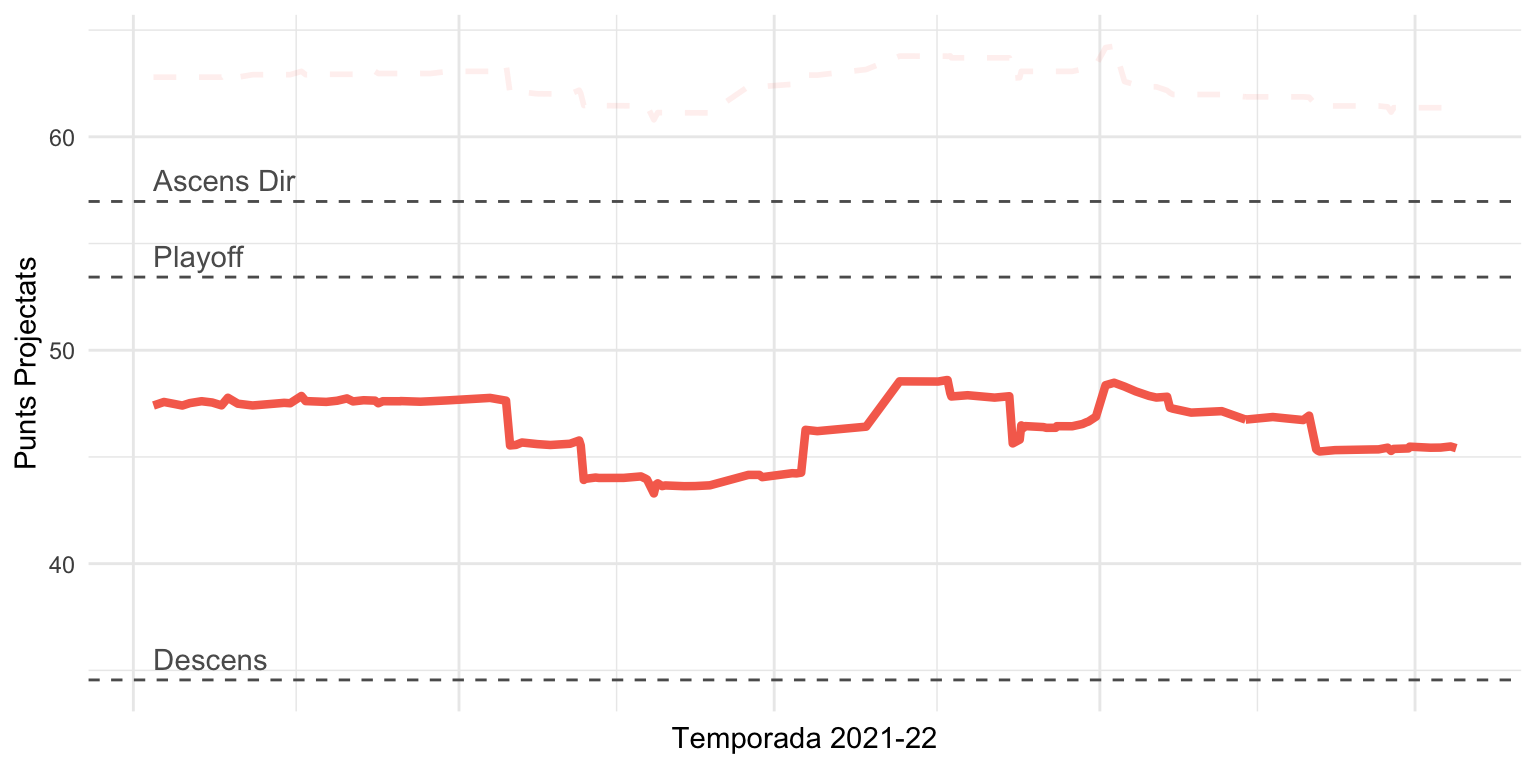 60
Ascens Dir
Playoff
50
40
Descens
Punts Projectats
Temporada 2021-22